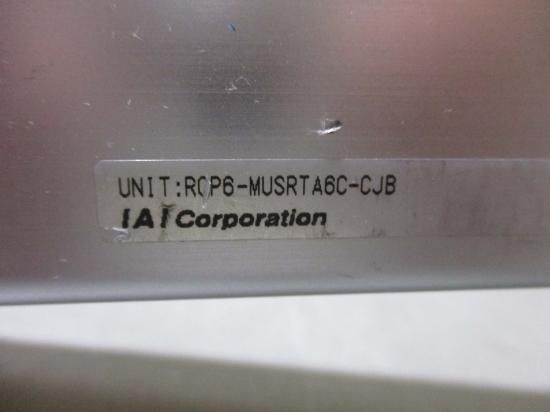 UNIT:RCP6-MUSRTA6C-CJB
IAI Corporation